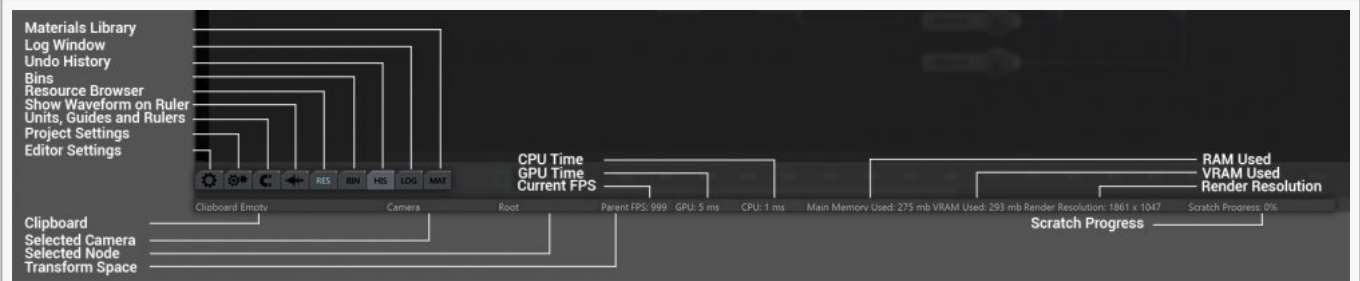 Materials Library
Log Window
Undo History
Bins
Resource Browser
Show Waveform on Ruler
Units, Guides and Rulers
Project Settings
Editor Settings
CPU Time
GPU Time
Current FPS
RAM Used
VRAM Used
Render Resolution
RES BIN HIS LOG MAT
Clipboard Empty Camera Root Parent FPS: 999 GPU: 5 ms CPU: 1 ms Main Memory Used: 275 mb VRAM Used: 293 mb Render Resolution: 1861 x 1047 Scratch Progress: 0%
Clipboard
Selected Camera
Selected Node
Transform Space
Scratch Progress